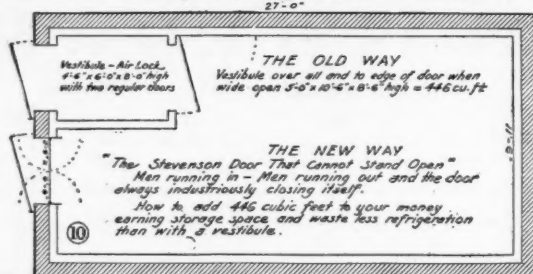 27'-0"
Vestibule - Air Lock
4'-6" x 6'-0" x 8'-0" high
with two regular doors
THE OLD WAY
Vestibule over all and to edge of door when
wide open 5'-0" x 10'-6" x 8'-6" high = 446 cu. ft
THE NEW WAY
"The Stevenson Door That Cannot Stand Open"
Men running in - Men running out and the door
always industriously closing itself.
How to add 446 cubic feet to your money
earning storage space and waste less refrigeration
than with a vestibule.
10